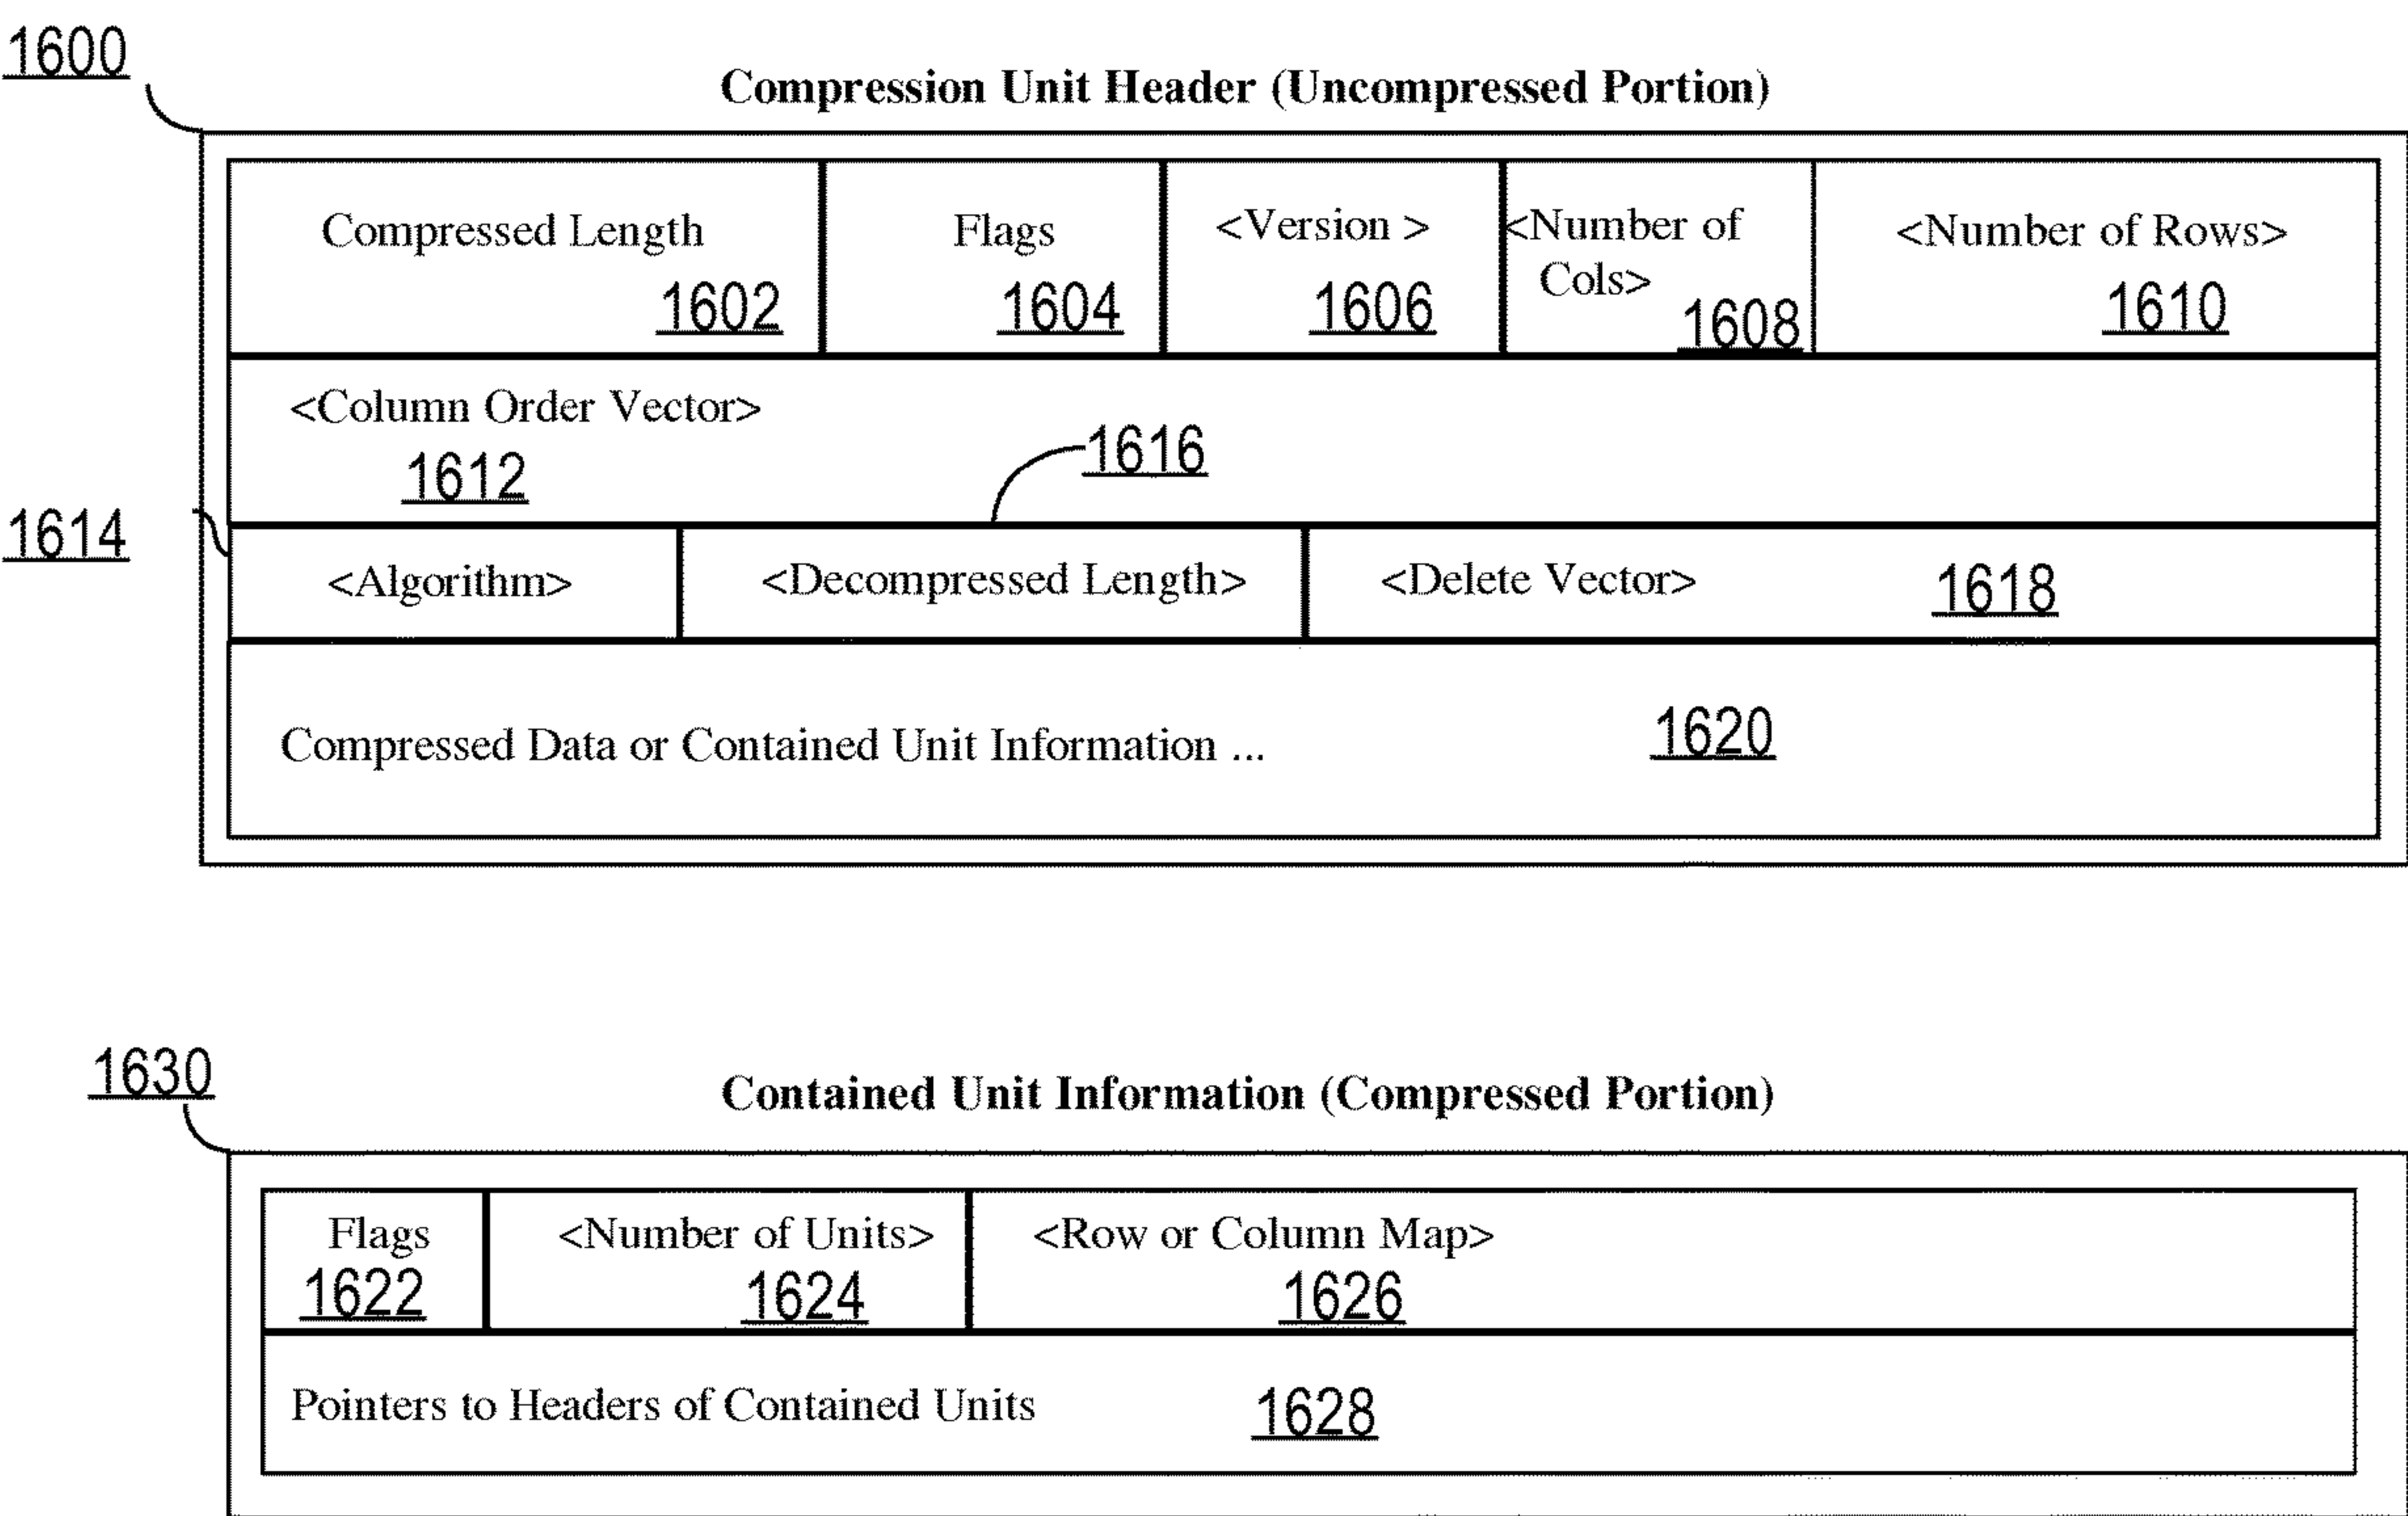 1600
Compression Unit Header (Uncompressed Portion)
Compressed Length
1602
Flags
1604
<Version >
1606
<Number of
Cols>
1608
<Number of Rows>
1610
<Column Order Vector>
1612
1616
1614
<Algorithm>
<Decompressed Length>
<Delete Vector>
1618
Compressed Data or Contained Unit Information ...
1620
1630
Contained Unit Information (Compressed Portion)
Flags
1622
<Number of Units>
1624
<Row or Column Map>
1626
Pointers to Headers of Contained Units
1628